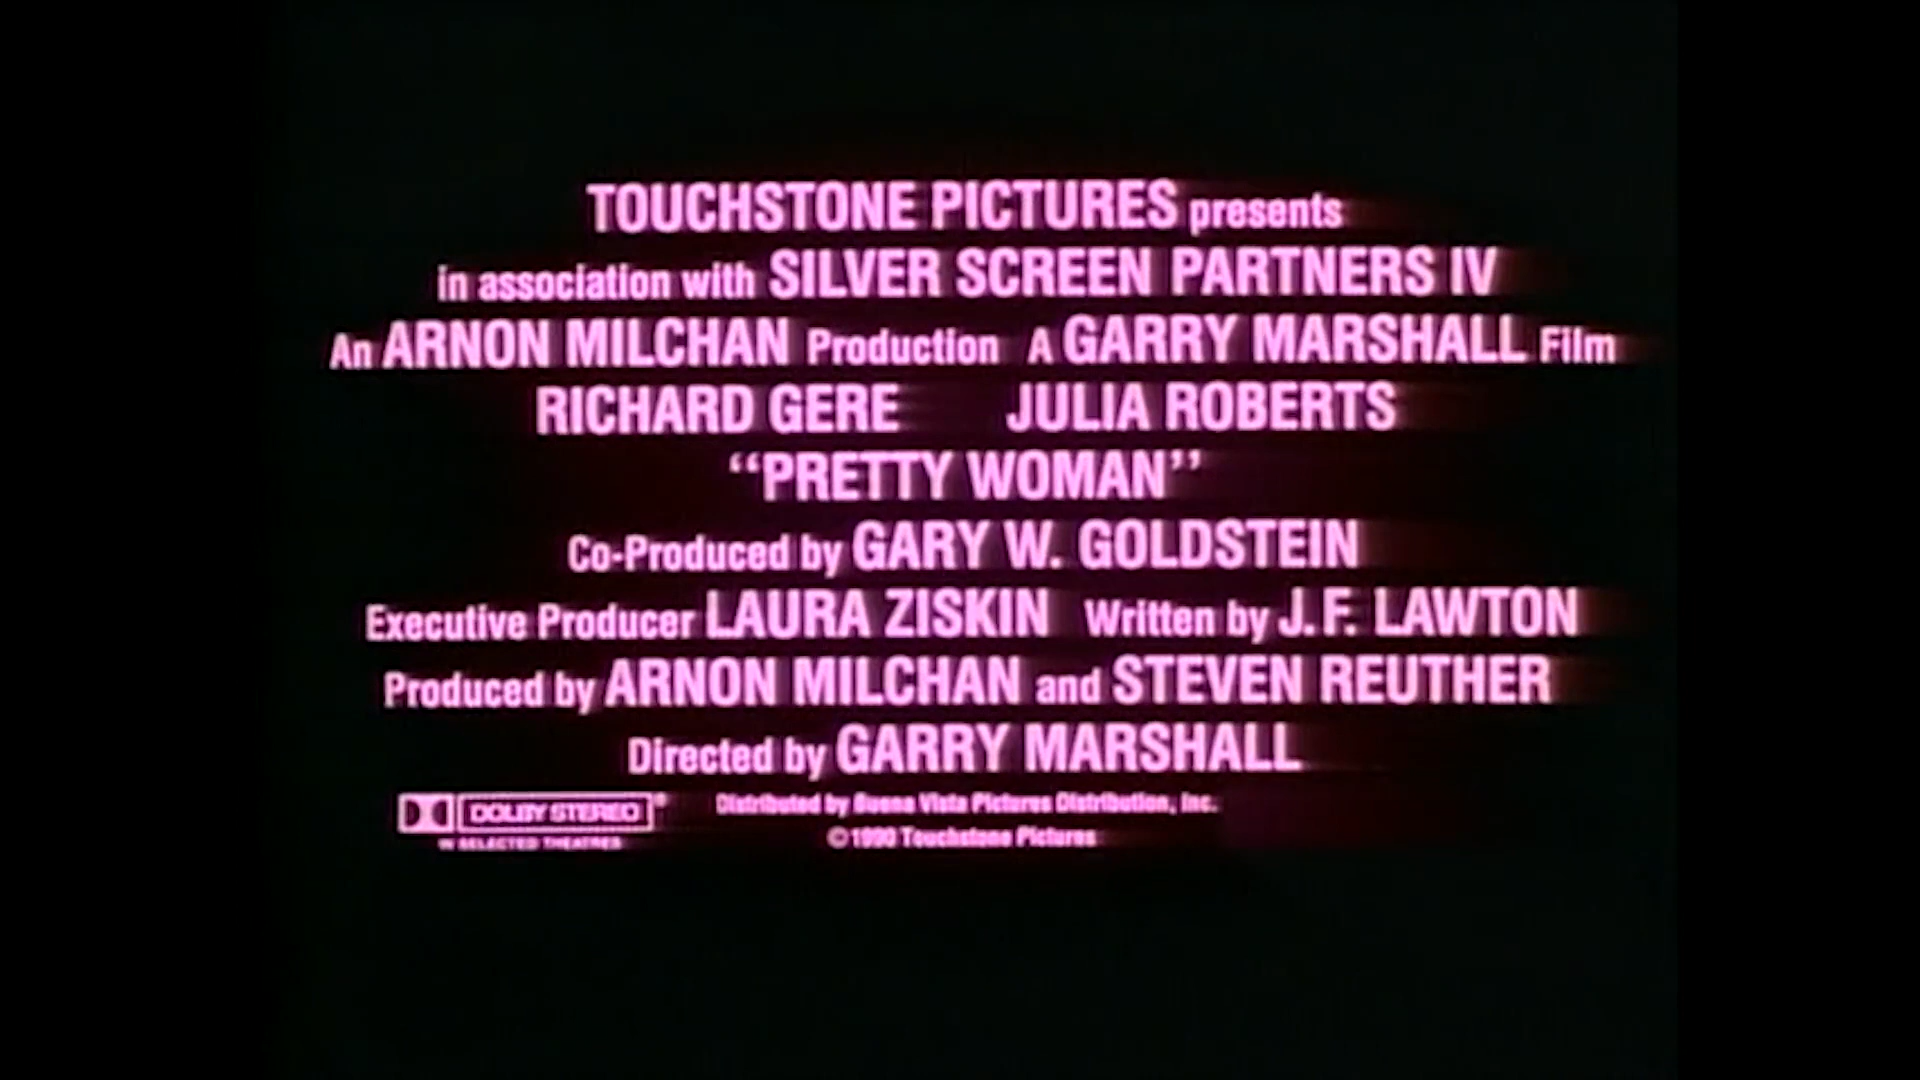 TOUCHSTONE PICTURES presents
in association with SILVER SCREEN PARTNERS IV
An ARNON MILCHAN Production A GARRY MARSHALL Film
RICHARD GERE JULIA ROBERTS
“PRETTY WOMAN”
Co-Produced by GARY W. GOLDSTEIN
Executive Producer LAURA ZISKIN Written by J. F. LAWTON
Produced by ARNON MILCHAN and STEVEN REUTHER
Directed by GARRY MARSHALL
DOLBY STEREO Distributed by Buena Vista Pictures Distribution, Inc.
IN SELECTED THEATRES ©1990 Touchstone Pictures